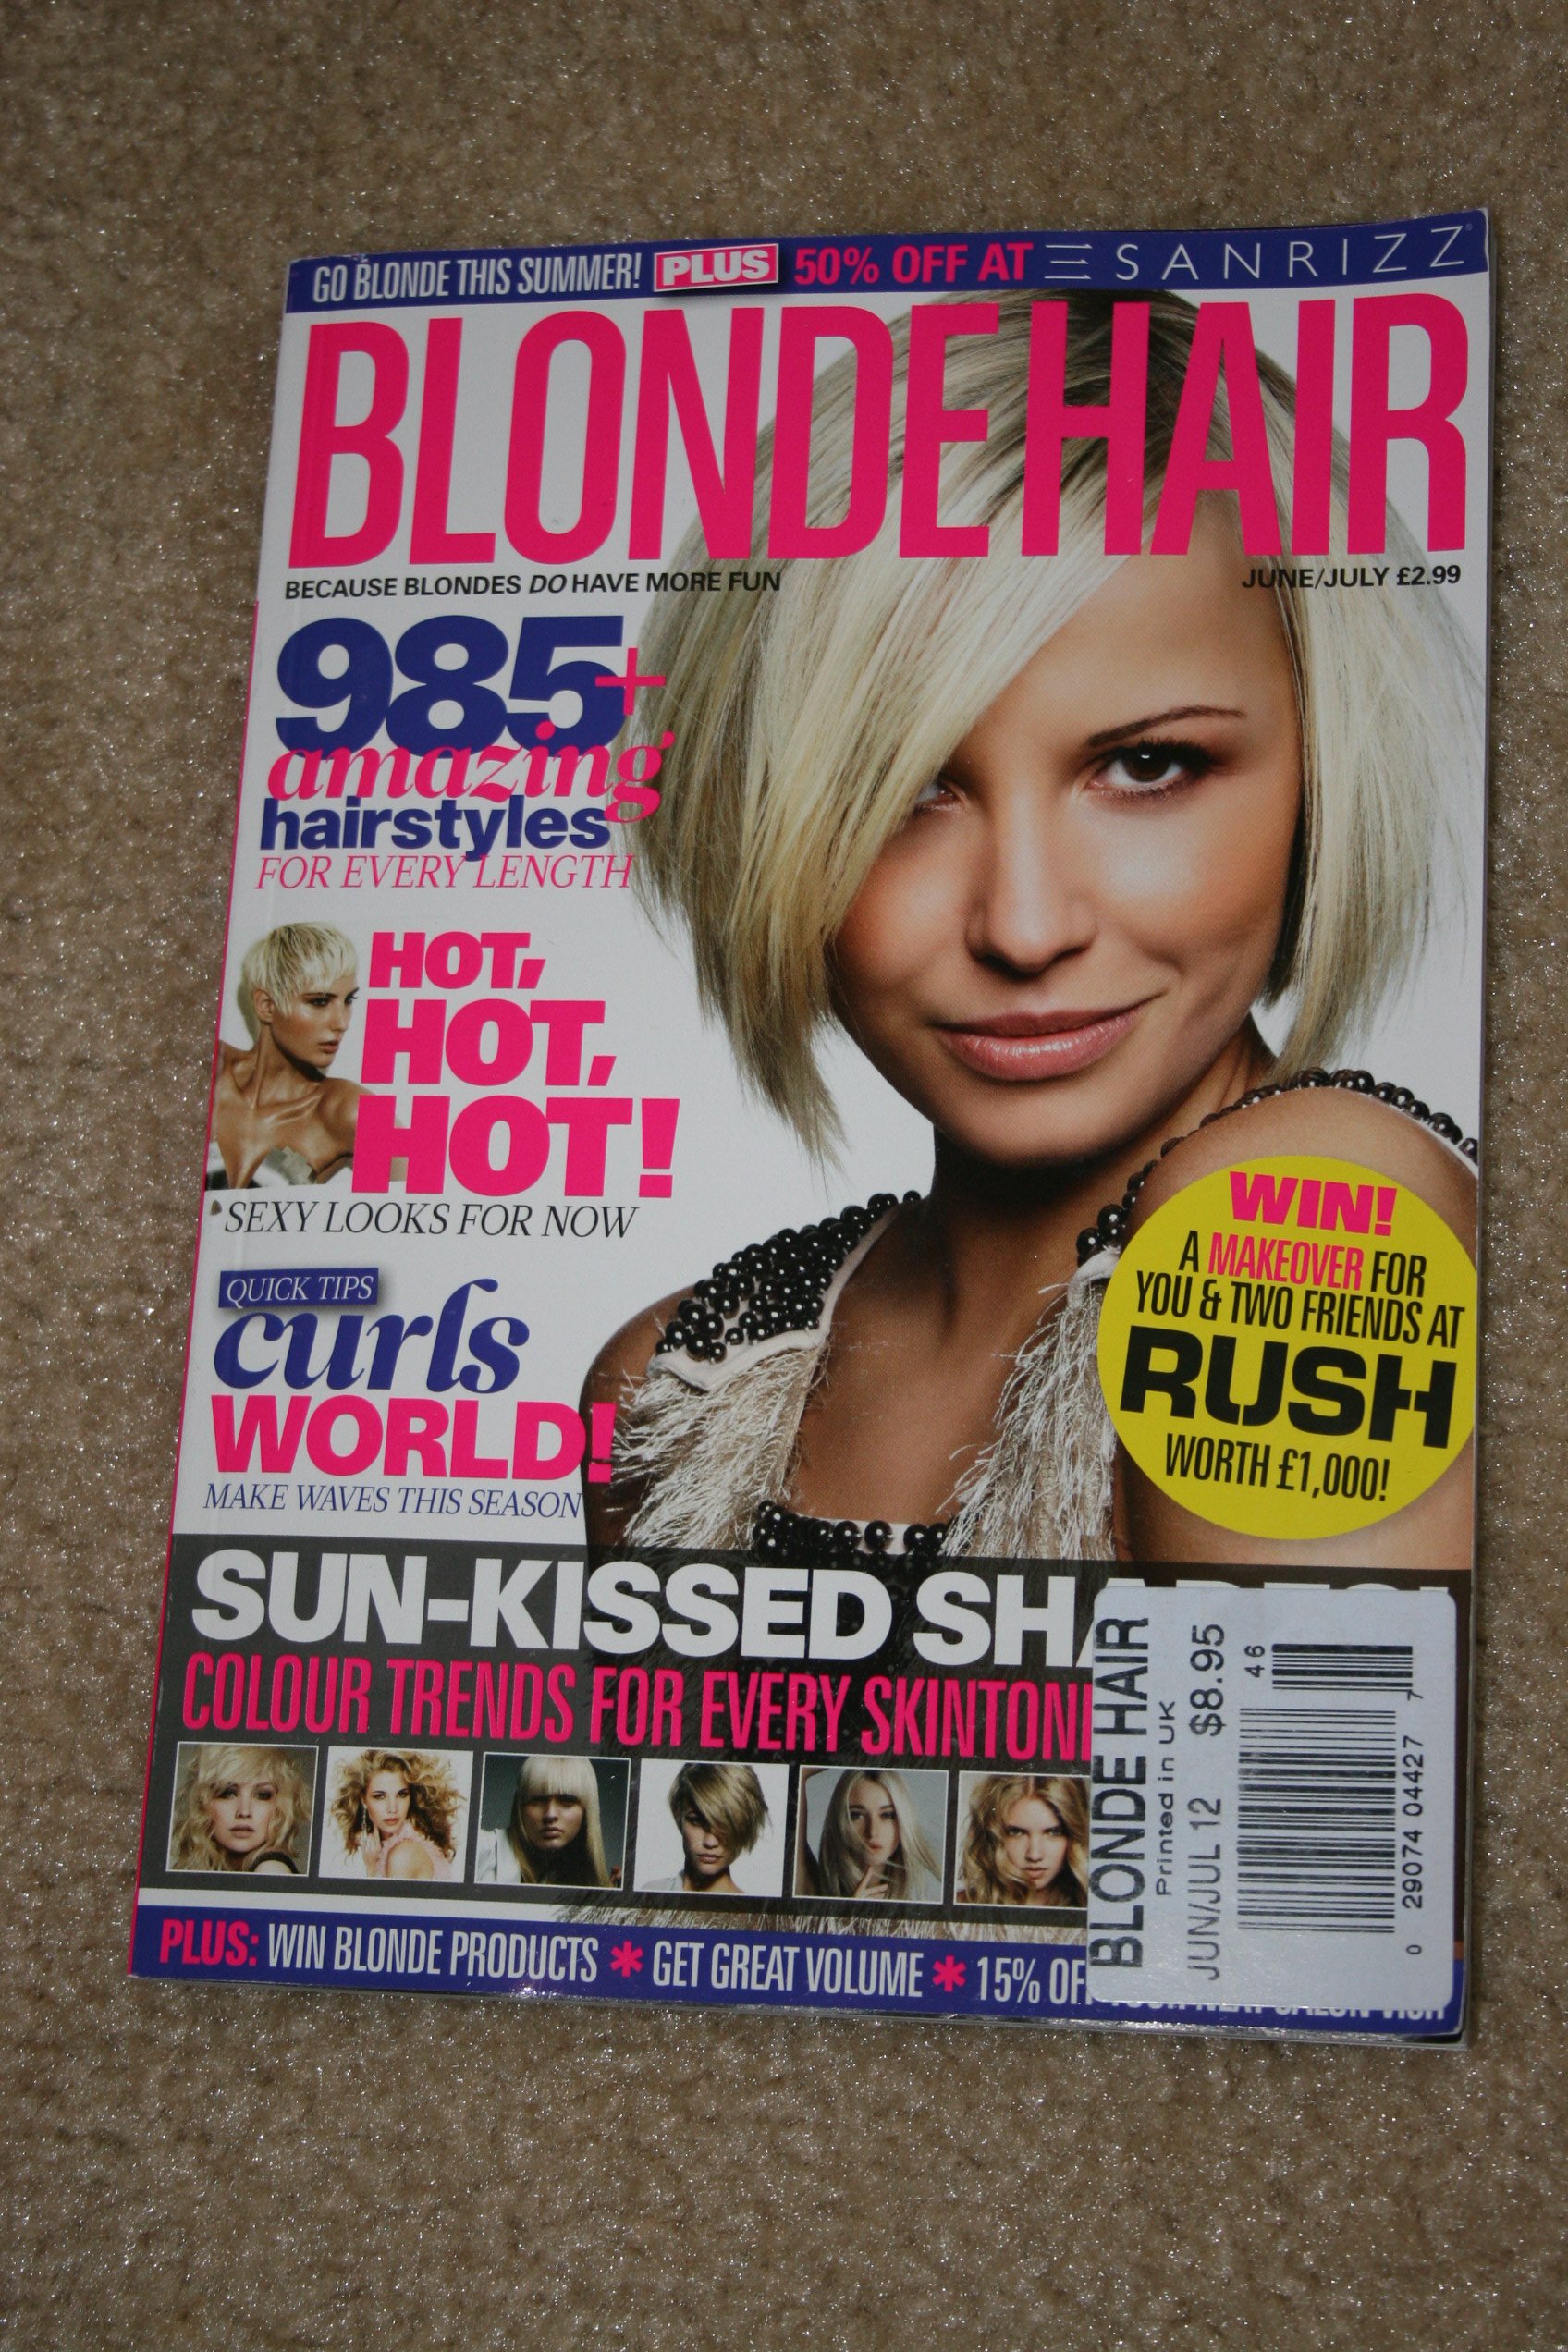 GO BLONDE THIS SUMMER! PLUS 50% OFF AT SANRIZZ
BLONDE HAIR
BECAUSE BLONDES DO HAVE MORE FUN
JUNE/JULY £2.99
985+
amazing
hairstyles
FOR EVERY LENGTH
HOT,
HOT,
HOT!
SEXY LOOKS FOR NOW
QUICK TIPS
curls
WORLD!
MAKE WAVES THIS SEASON
WIN!
A MAKEOVER FOR
YOU & TWO FRIENDS AT
RUSH
WORTH £1,000!
SUN-KISSED
COLOUR TRENDS FOR EVERY
PLUS: WIN BLONDE PRODUCTS * GET GREAT VOLUME * 15%
BLONDE HAIR
Printed in UK
JUN/JUL 12 $8.95
46
0 29074 04427 7